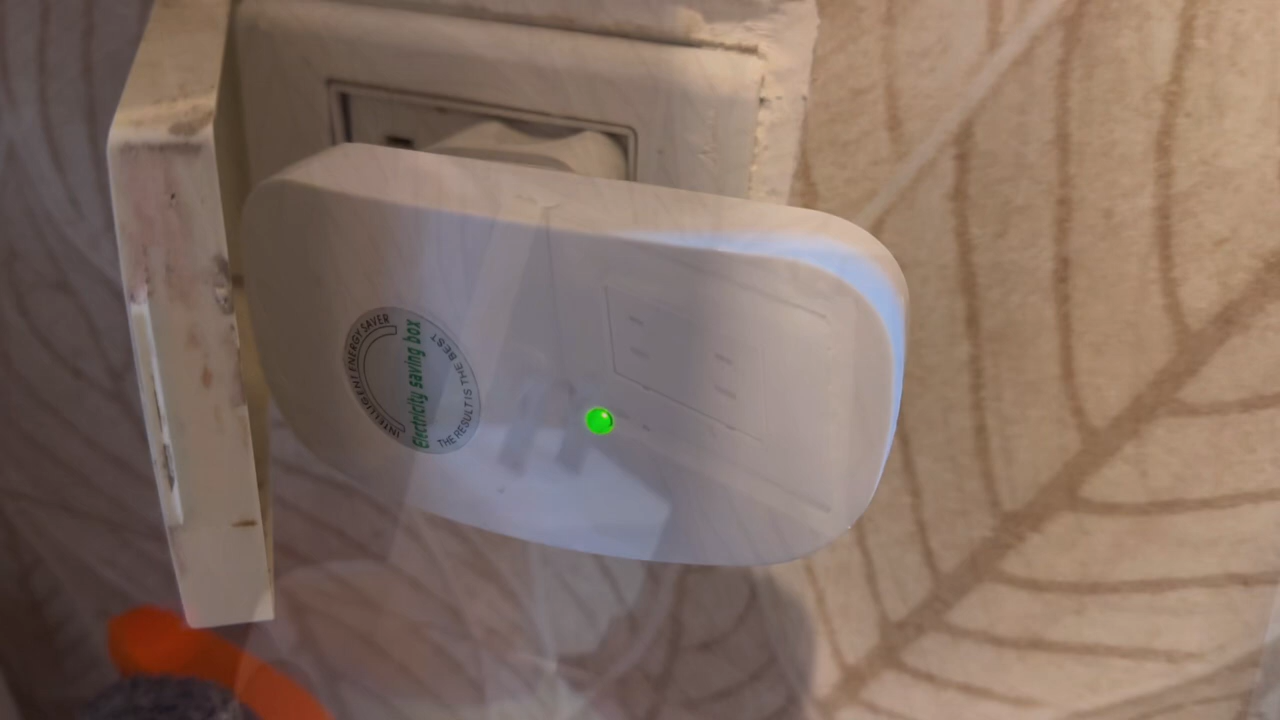 INTELLIGENT ENERGY SAVER
Electricity saving box
THE RESULT IS THE BEST